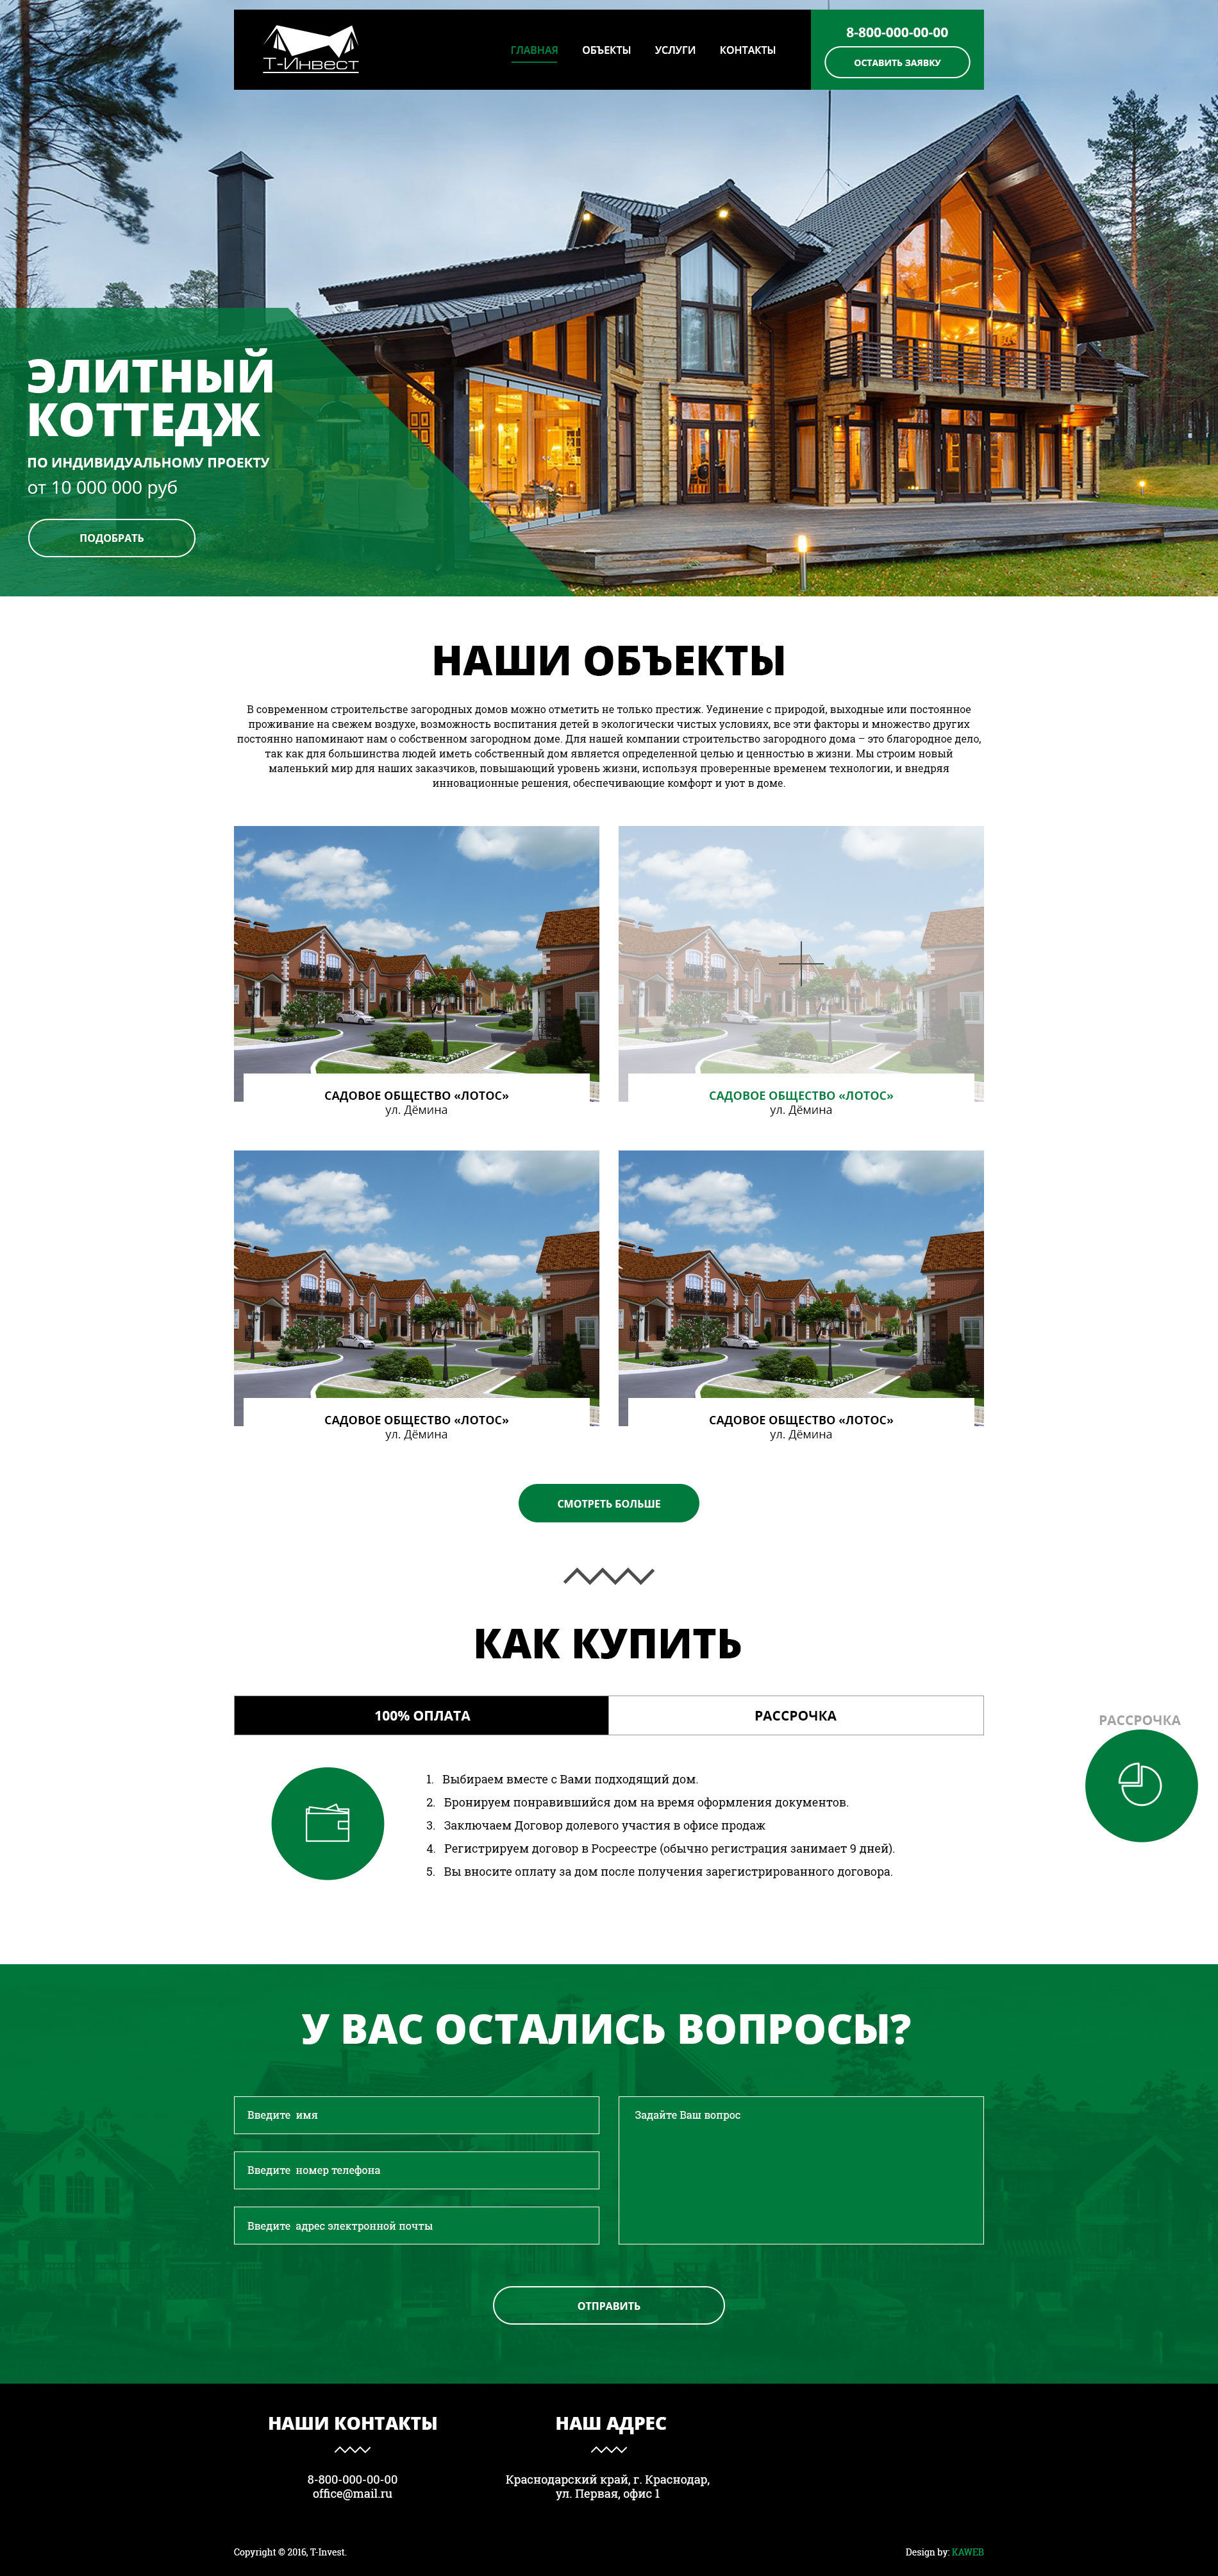 Т-Инвест
ГЛАВНАЯ ОБЪЕКТЫ УСЛУГИ КОНТАКТЫ
8-800-000-00-00
ОСТАВИТЬ ЗАЯВКУ
ЭЛИТНЫЙ
КОТТЕДЖ
ПО ИНДИВИДУАЛЬНОМУ ПРОЕКТУ
от 10 000 000 руб
ПОДОБРАТЬ
НАШИ ОБЪЕКТЫ
В современном строительстве загородных домов можно отметить не только престиж. Уединение с природой, выходные или постоянное
проживание на свежем воздухе, возможность воспитания детей в экологически чистых условиях, все эти факторы и множество других
постоянно напоминают нам о собственном загородном доме. Для нашей компании строительство загородного дома – это благородное дело,
так как для большинства людей иметь собственный дом является определенной целью и ценностью в жизни. Мы строим новый
маленький мир для наших заказчиков, повышающий уровень жизни, используя проверенные временем технологии, и внедряя
инновационные решения, обеспечивающие комфорт и уют в доме.
САДОВОЕ ОБЩЕСТВО «ЛОТОС»
ул. Дёмина
САДОВОЕ ОБЩЕСТВО «ЛОТОС»
ул. Дёмина
САДОВОЕ ОБЩЕСТВО «ЛОТОС»
ул. Дёмина
САДОВОЕ ОБЩЕСТВО «ЛОТОС»
ул. Дёмина
СМОТРЕТЬ БОЛЬШЕ
КАК КУПИТЬ
100% ОПЛАТА
РАССРОЧКА
РАССРОЧКА
1. Выбираем вместе с Вами подходящий дом.
2. Бронируем понравившийся дом на время оформления документов.
3. Заключаем Договор долевого участия в офисе продаж
4. Регистрируем договор в Росреестре (обычно регистрация занимает 9 дней).
5. Вы вносите оплату за дом после получения зарегистрированного договора.
У ВАС ОСТАЛИСЬ ВОПРОСЫ?
Введите имя
Введите номер телефона
Введите адрес электронной почты
Задайте Ваш вопрос
ОТПРАВИТЬ
НАШИ КОНТАКТЫ
8-800-000-00-00
office@mail.ru
НАШ АДРЕС
Краснодарский край, г. Краснодар,
ул. Первая, офис 1
Copyright © 2016, T-Invest.
Design by: KAWEB